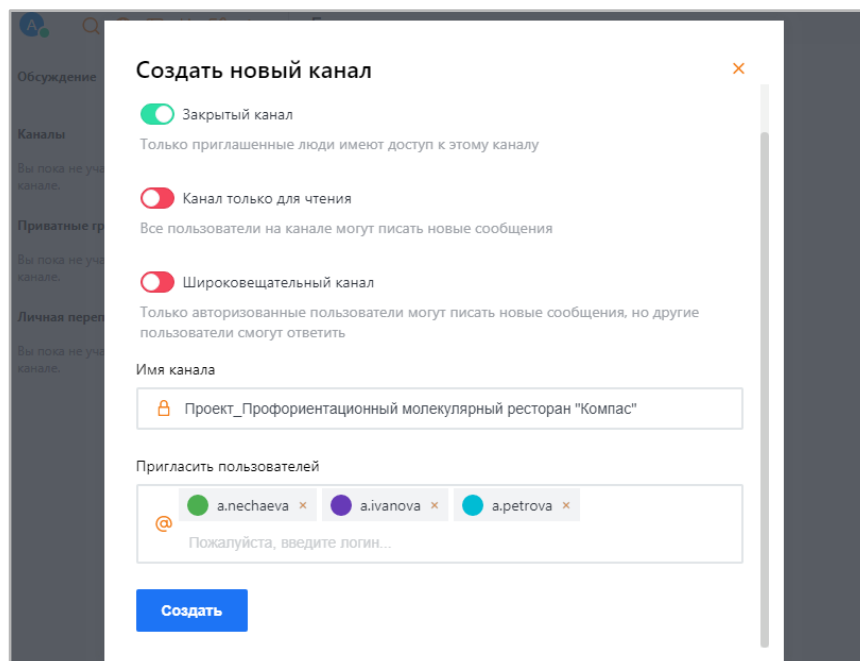 A
Создать новый канал
Обсуждение
Закрытый канал
Только приглашенные люди имеют доступ к этому каналу
Каналы
Вы пока не уча
канале.
Канал только для чтения
Все пользователи на канале могут писать новые сообщения
Приватные гр
Вы пока не уча
канале.
Широковещательный канал
Только авторизованные пользователи могут писать новые сообщения, но другие
пользователи смогут ответить
Личная переп
Вы пока не уча
канале.
Имя канала
Проект_Профориентационный молекулярный ресторан "Компас"
Пригласить пользователей
@ a.nechaeva × a.ivanova × a.petrova ×
Пожалуйста, введите логин...
Создать